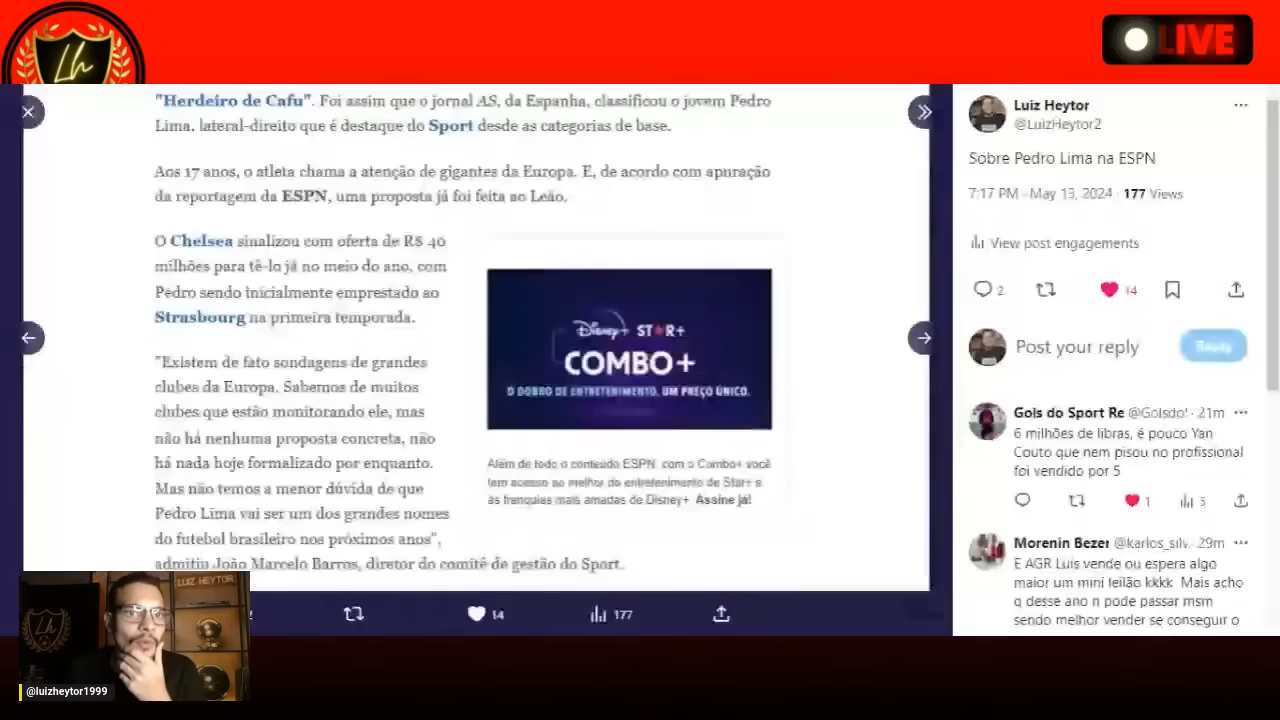 Lh
LIVE
"Herdeiro de Cafu". Foi assim que o jornal AS, da Espanha, classificou o jovem Pedro
Lima, lateral-direito que é destaque do Sport desde as categorias de base.
Aos 17 anos, o atleta chama a atenção de gigantes da Europa. E, de acordo com apuração
da reportagem da ESPN, uma proposta já foi feita ao Leão.
O Chelsea sinalizou com oferta de R$ 46
milhões para tê-lo já no meio do ano, com
Pedro sendo inicialmente emprestado ao
Strasbourg na primeira temporada.
"Existem de fato sondagens de grandes
clubes da Europa. Sabemos de muitos
clubes que estão monitorando ele, mas
não há nenhuma proposta concreta, não
há nada hoje formalizado por enquanto.
Mas não temos a menor dúvida de que
Pedro Lima vai ser um dos grandes nomes
do futebol brasileiro nos próximos anos",
admitiu João Marcelo Barros, diretor do comitê de gestão do Sport.
Disney+ STAR+
COMBO+
O DOBRO DE ENTRETENIMENTO, UM PREÇO ÚNICO.
Além de todo o conteúdo ESPN, com o Combo+ você
tem acesso ao melhor do entretenimento de Star+ e
às franquias mais amadas de Disney+. Assine já!
14
177
Luiz Heytor
@LuizHeytor2
Sobre Pedro Lima na ESPN
7:17 PM · May 13, 2024 · 177 Views
View post engagements
2
14
Post your reply
Reply
Gols do Sport Re @Golsdo! · 21m
6 milhões de libras, é pouco Yan
Couto que nem pisou no profissional
foi vendido por 5
1
3
Morenin Bezer @karlos_silv. · 29m
E AGR Luis vende ou espera algo
maior um mini leilão kkkk Mais acho
q desse ano n pode passar msm
sendo melhor vender se conseguir o
LUIZ HEYTOR
Lh
@luizheytor1999